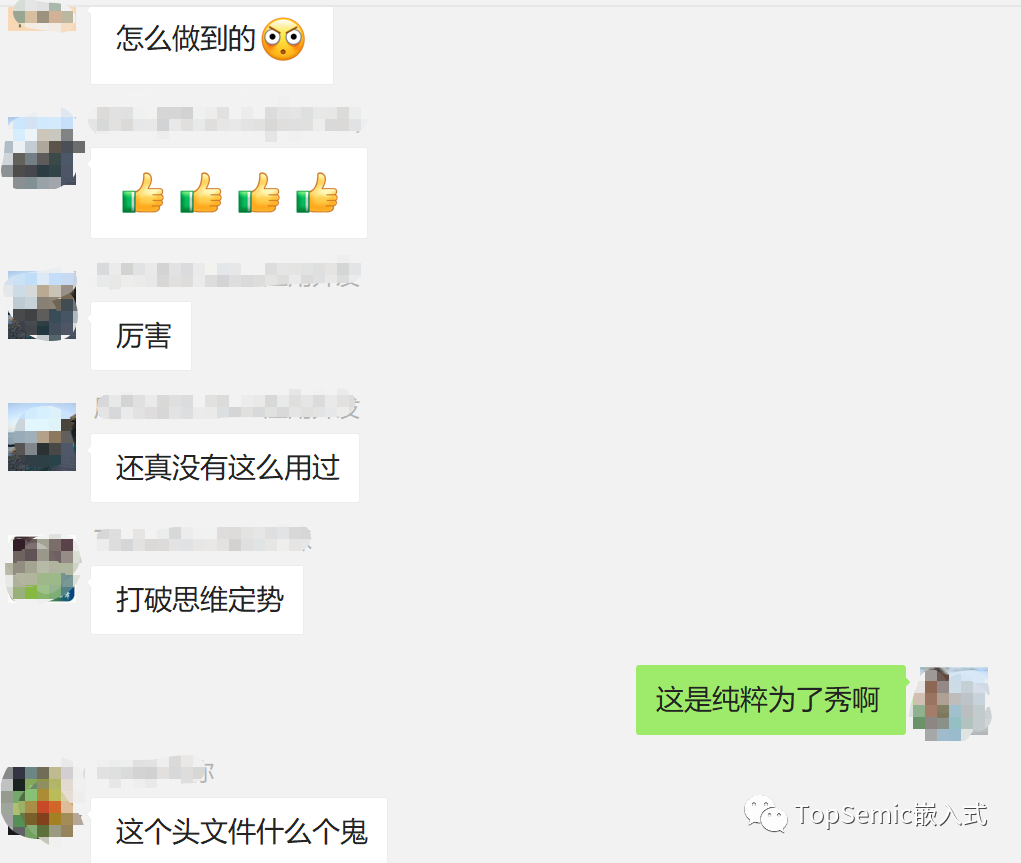 怎么做到的
厉害
还真没有这么用过
打破思维定势
这是纯粹为了秀啊
这个头文件什么个鬼
TopSemic嵌入式